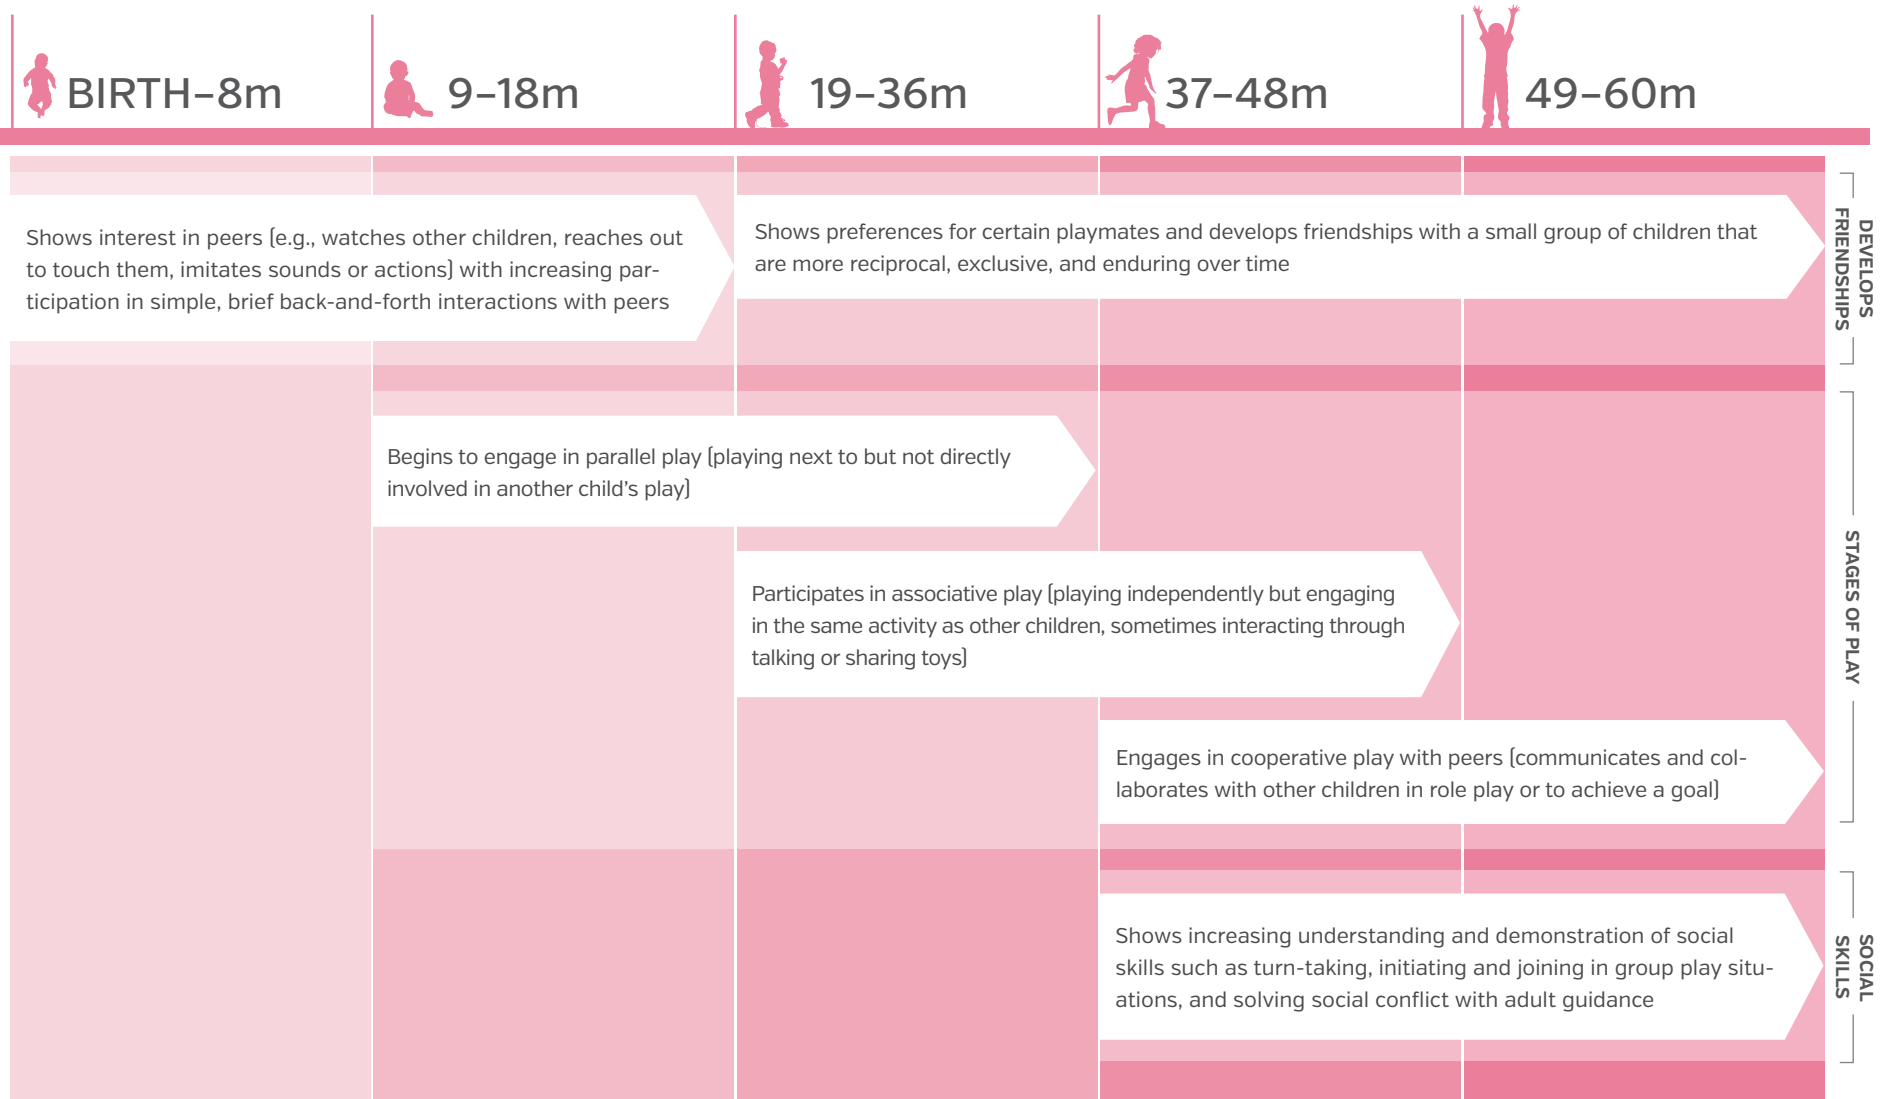 BIRTH–8m
9–18m
19–36m
37–48m
49–60m
Shows interest in peers (e.g., watches other children, reaches out
to touch them, imitates sounds or actions) with increasing par-
ticipation in simple, brief back-and-forth interactions with peers
Shows preferences for certain playmates and develops friendships with a small group of children that
are more reciprocal, exclusive, and enduring over time
DEVELOPS
FRIENDSHIPS
Begins to engage in parallel play (playing next to but not directly
involved in another child’s play)
Participates in associative play (playing independently but engaging
in the same activity as other children, sometimes interacting through
talking or sharing toys)
Engages in cooperative play with peers (communicates and col-
laborates with other children in role play or to achieve a goal)
STAGES OF PLAY
Shows increasing understanding and demonstration of social
skills such as turn-taking, initiating and joining in group play situ-
ations, and solving social conflict with adult guidance
SOCIAL
SKILLS